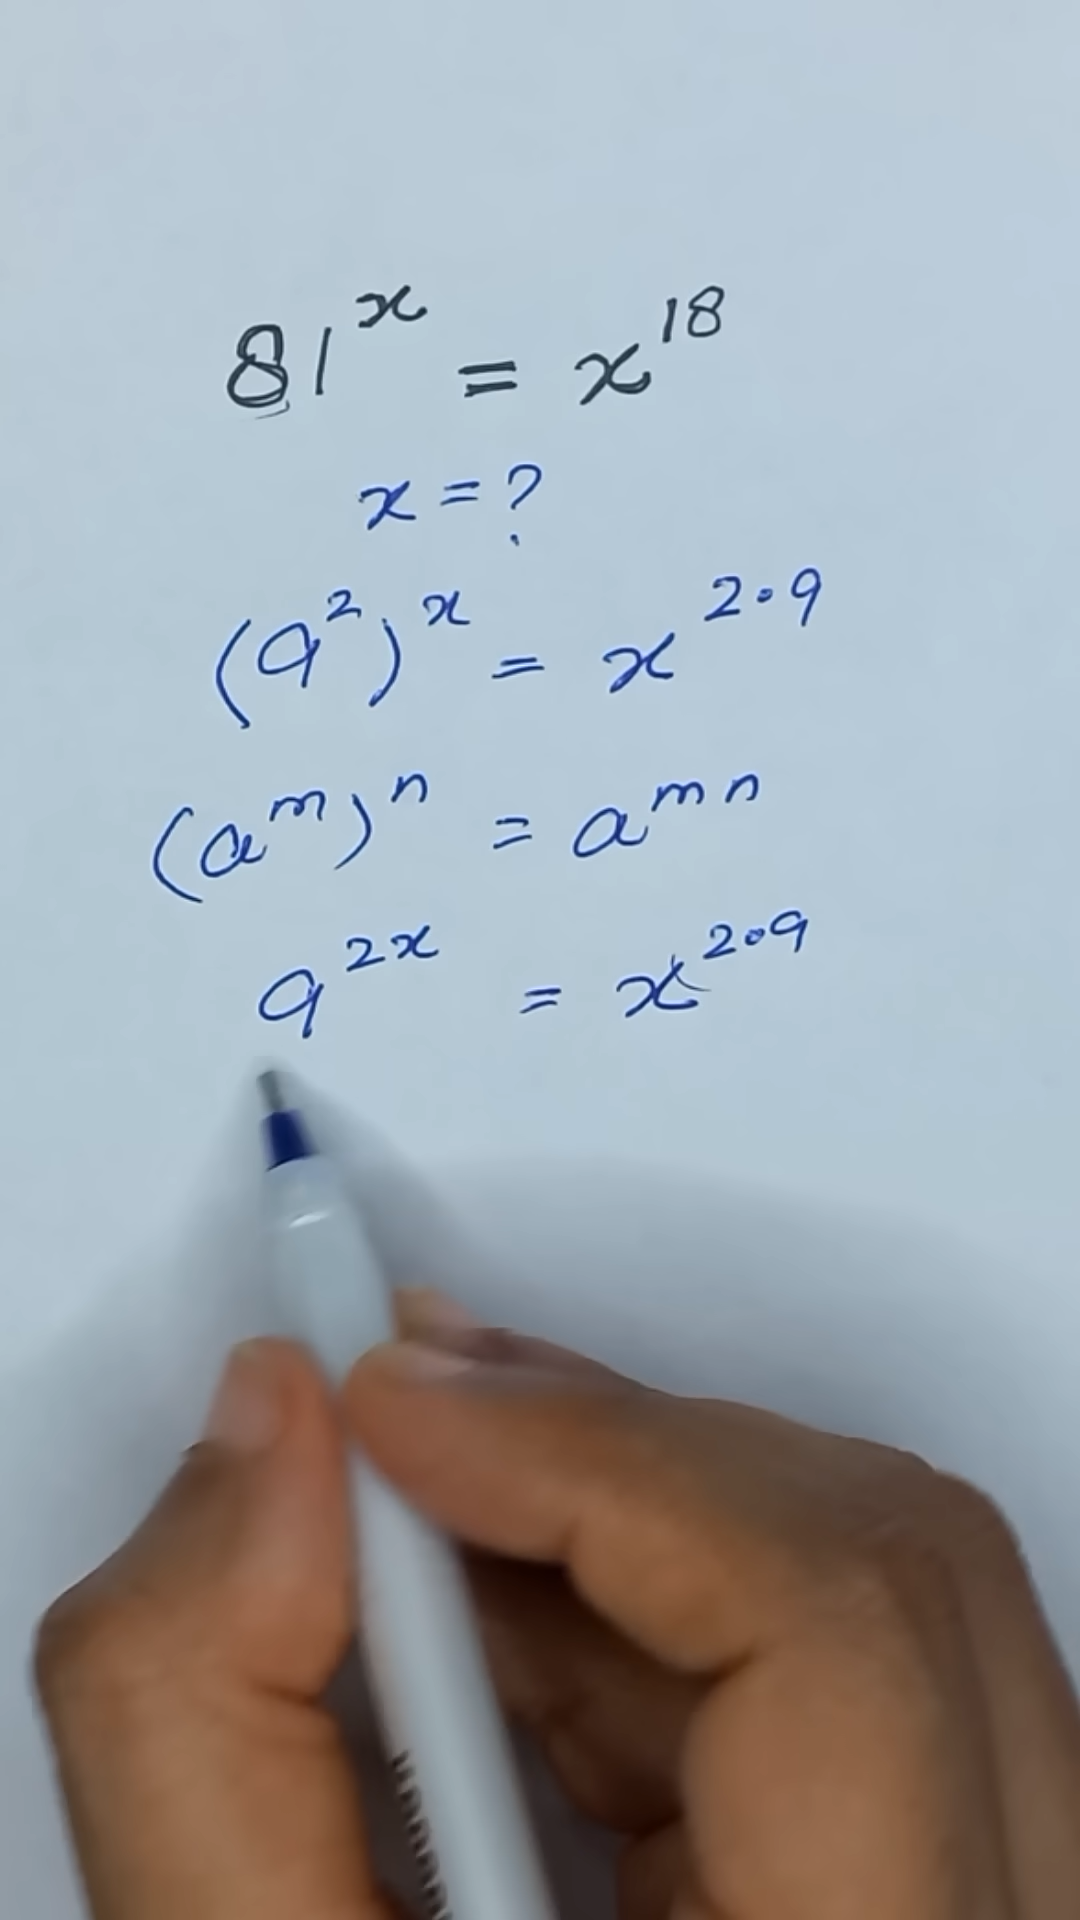 81^x = x^18
x = ?
(9^2)^x = x^2·9
(a^m)^n = a^mn
9^2x = x^2·9